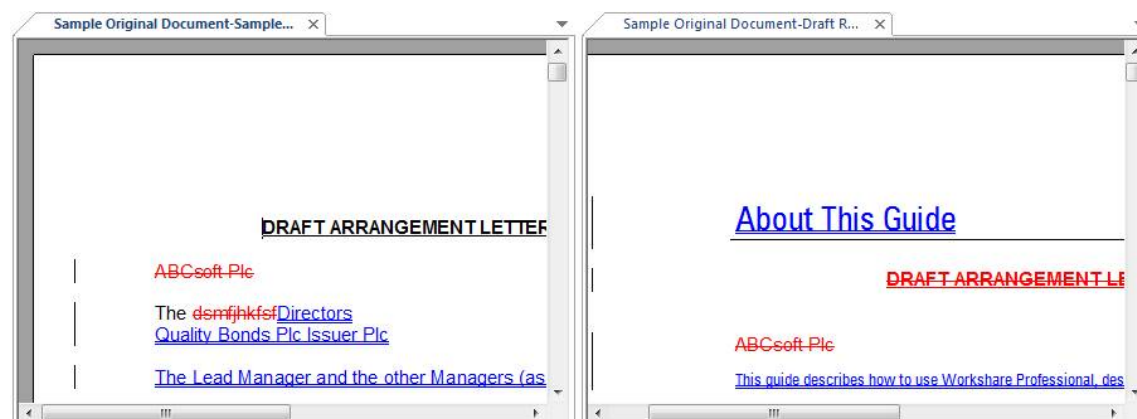 Sample Original Document-Sample...
DRAFT ARRANGEMENT LETTER
ABCsoft Plc
The dsmfjhkfsfDirectors
Quality Bonds Plc Issuer Plc
The Lead Manager and the other Managers (as
Sample Original Document-Draft R...
About This Guide
DRAFT ARRANGEMENT LE
ABCsoft Plc
This guide describes how to use Workshare Professional, des